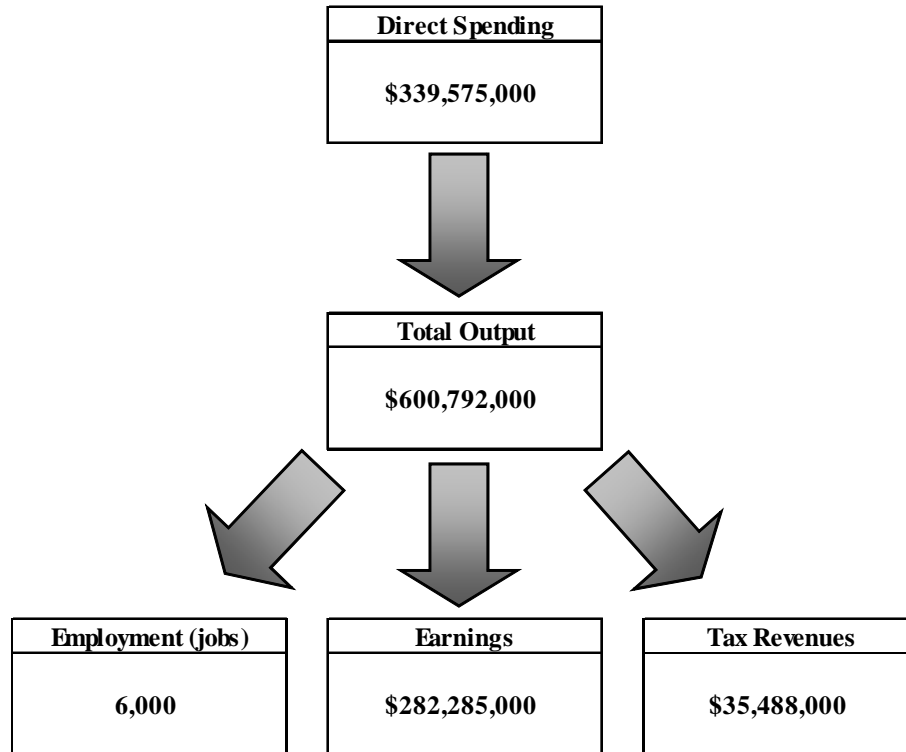 Direct Spending
$339,575,000
Total Output
$600,792,000
Employment (jobs)
6,000
Earnings
$282,285,000
Tax Revenues
$35,488,000